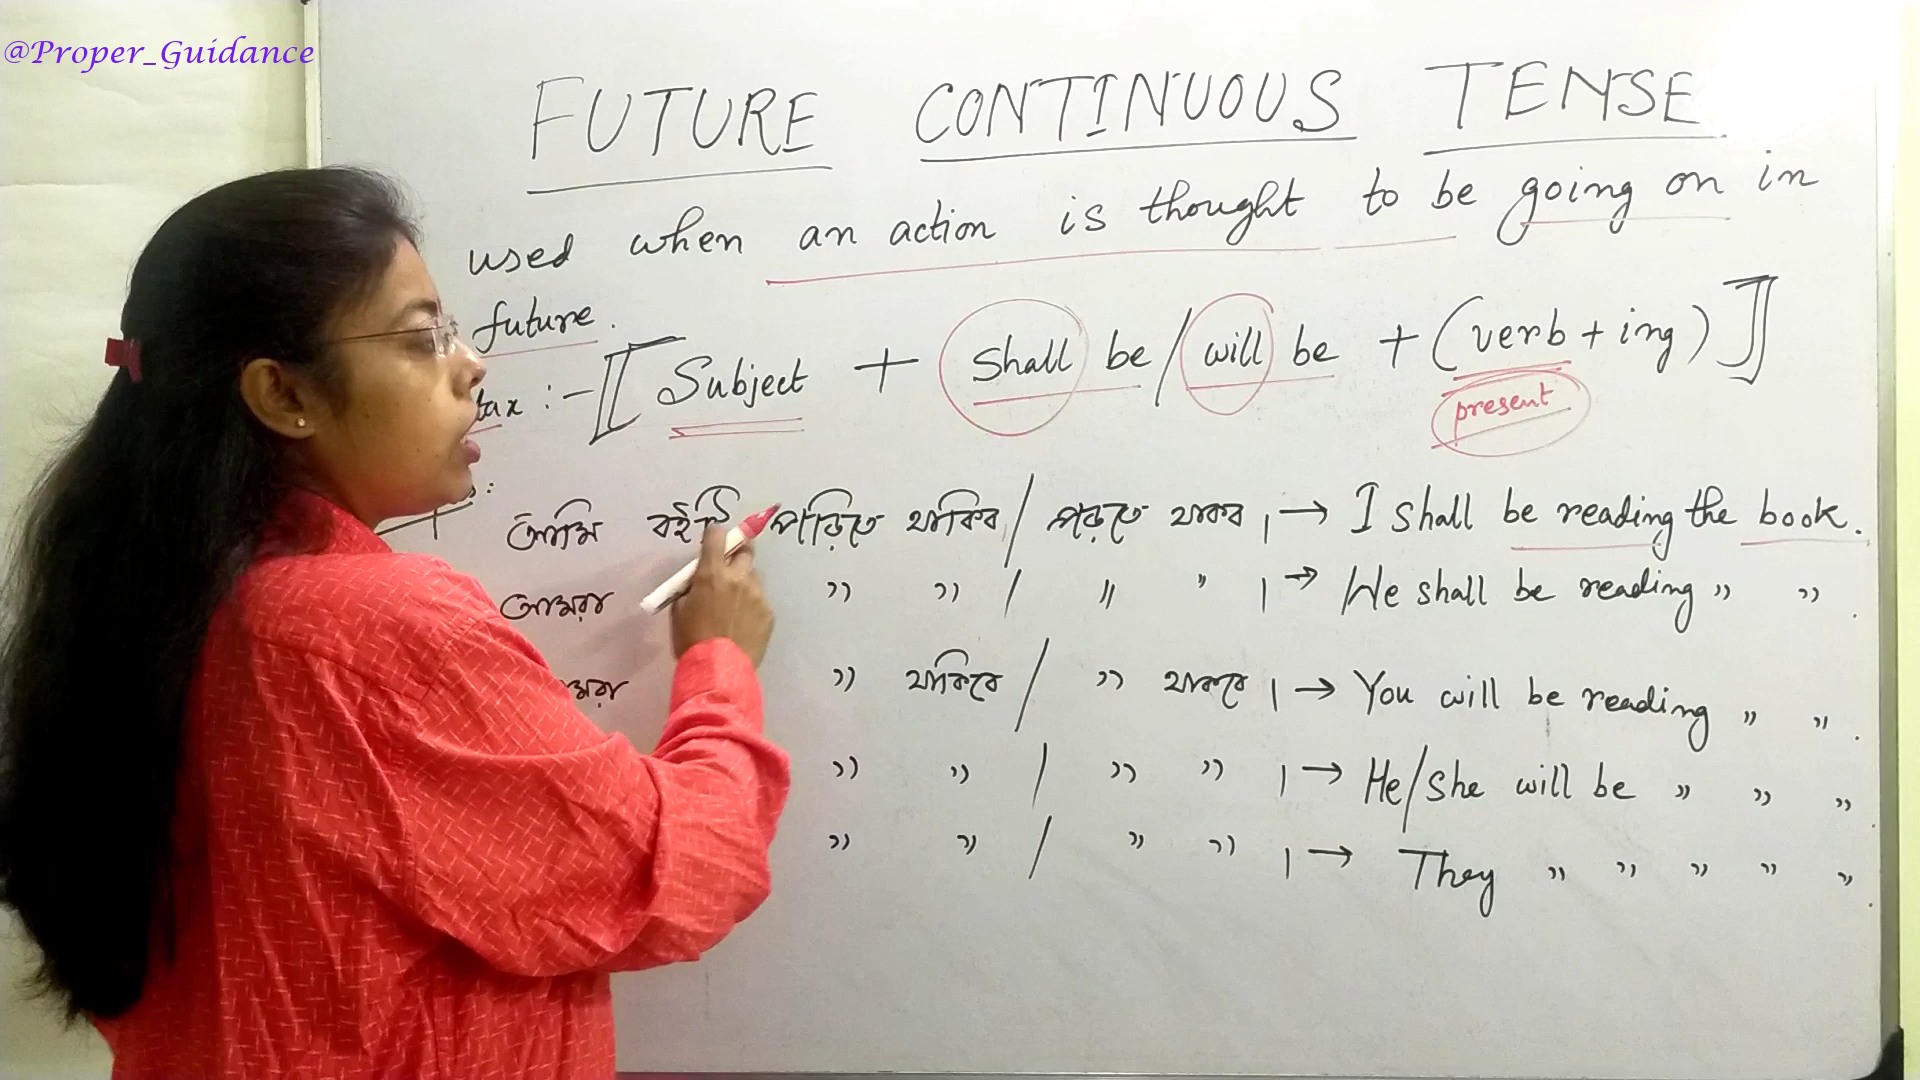 @Proper_Guidance
FUTURE CONTINUOUS TENSE
used when an action is thought to be going on in
future.
tax :- [[ Subject + Shall be / will be + (verb + ing) ]]
present
আমি বইটি পড়িতে থাকিব / পড়তে থাকব । → I shall be reading the book.
আমরা " " / " " । → We shall be reading " " .
" থাকিবে / " থাকবে । → You will be reading " " .
" " / " " । → He/She will be " " " .
" " / " " । → They " " " " " .